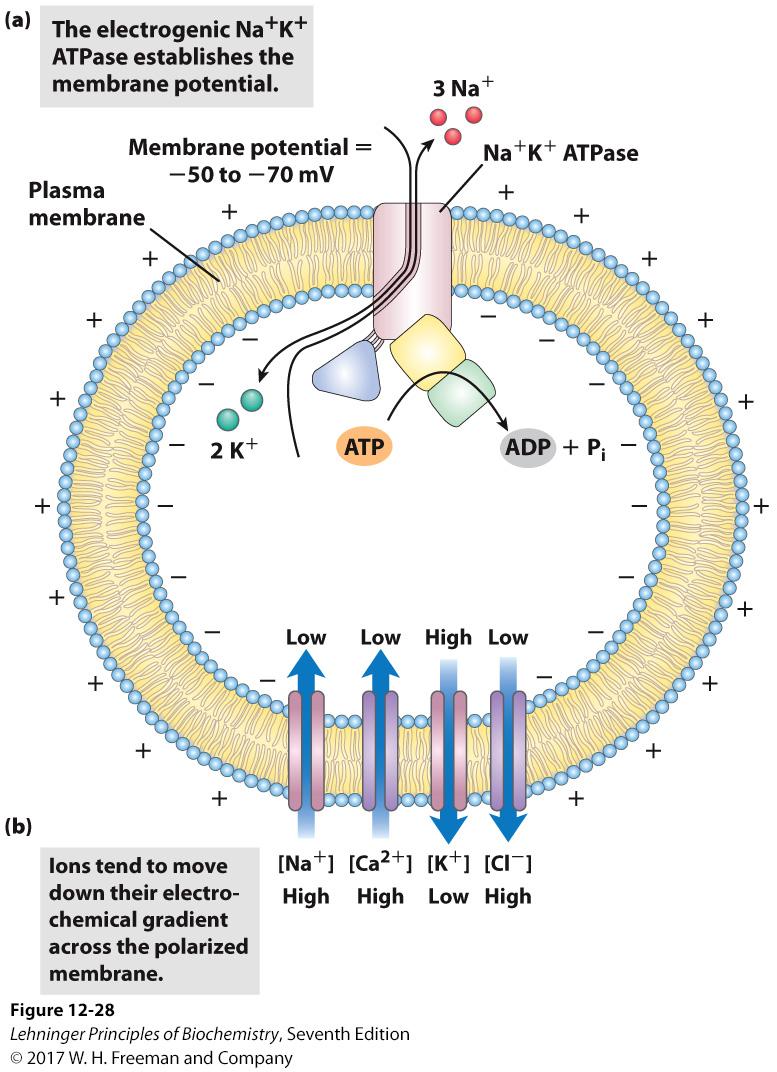 (a)
The electrogenic Na⁺K⁺
ATPase establishes the
membrane potential.
3 Na⁺
Membrane potential =
−50 to −70 mV
Na⁺K⁺ ATPase
Plasma
membrane
+ + + + + + + + + + + + + + + + + + + +
− − − − − − − − − − − − − −
2 K⁺
ATP
ADP + Pᵢ
Low Low High Low
(b)
[Na⁺] [Ca²⁺] [K⁺] [Cl⁻]
High High Low High
Ions tend to move
down their electro-
chemical gradient
across the polarized
membrane.
Figure 12-28
Lehninger Principles of Biochemistry, Seventh Edition
© 2017 W. H. Freeman and Company